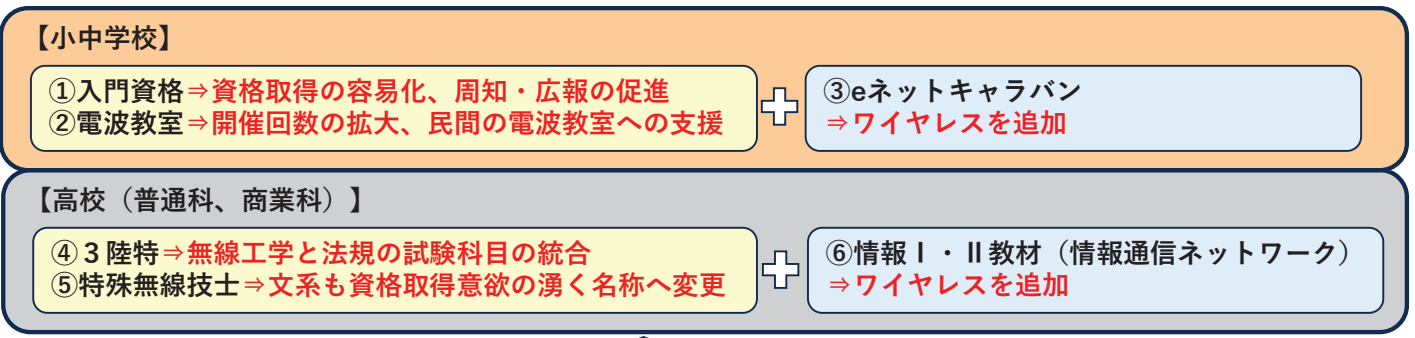 【小中学校】
①入門資格⇒資格取得の容易化、周知・広報の促進
②電波教室⇒開催回数の拡大、民間の電波教室への支援
③eネットキャラバン
⇒ワイヤレスを追加
【高校（普通科、商業科）】
④３陸特⇒無線工学と法規の試験科目の統合
⑤特殊無線技士⇒文系も資格取得意欲の湧く名称へ変更
⑥情報Ⅰ・Ⅱ教材（情報通信ネットワーク）
⇒ワイヤレスを追加